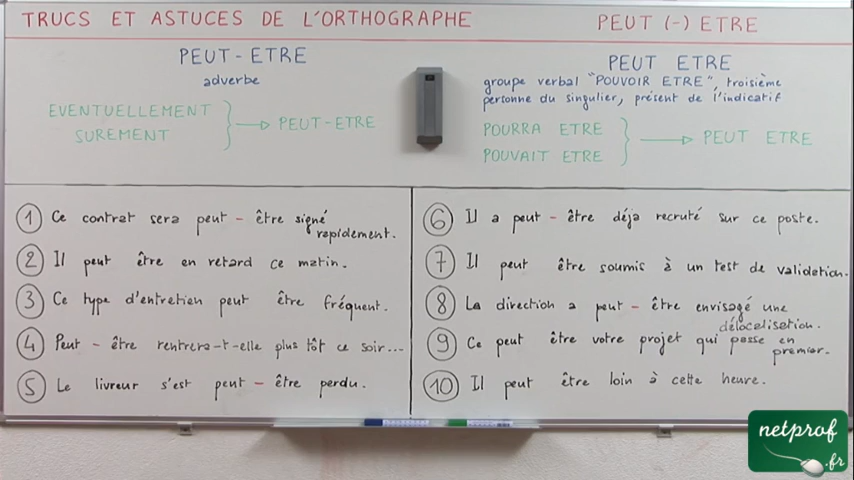 TRUCS ET ASTUCES DE L'ORTHOGRAPHE
PEUT (-) ETRE
PEUT-ETRE
adverbe
EVENTUELLEMENT
SUREMENT
PEUT-ETRE
PEUT ETRE
groupe verbal "POUVOIR ETRE", troisième
personne du singulier, présent de l'indicatif
POURRA ETRE
POUVAIT ETRE
PEUT ETRE
1 Ce contrat sera peut - être signé
rapidement.
2 Il peut être en retard ce matin.
3 Ce type d'entretien peut être fréquent.
4 Peut - être rentrera-t-elle plus tôt ce soir...
5 Le livreur s'est peut - être perdu.
6 Il a peut - être déjà recruté sur ce poste.
7 Il peut être soumis à un test de validation.
8 La direction a peut - être envisagé une
délocalisation.
9 Ce peut être votre projet qui passe en
premier.
10 Il peut être loin à cette heure.
netprof
.fr